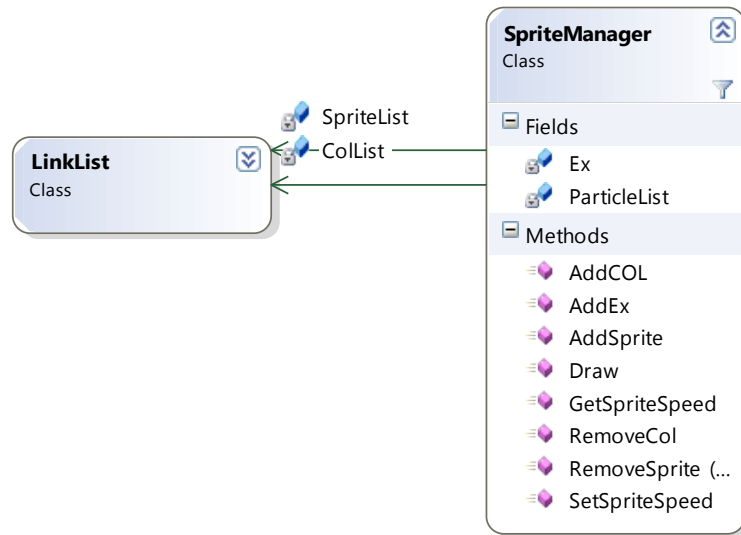 SpriteManager
Class
SpriteList
ColList
LinkList
Class
Fields
Ex
ParticleList
Methods
AddCOL
AddEx
AddSprite
Draw
GetSpriteSpeed
RemoveCol
RemoveSprite (...
SetSpriteSpeed